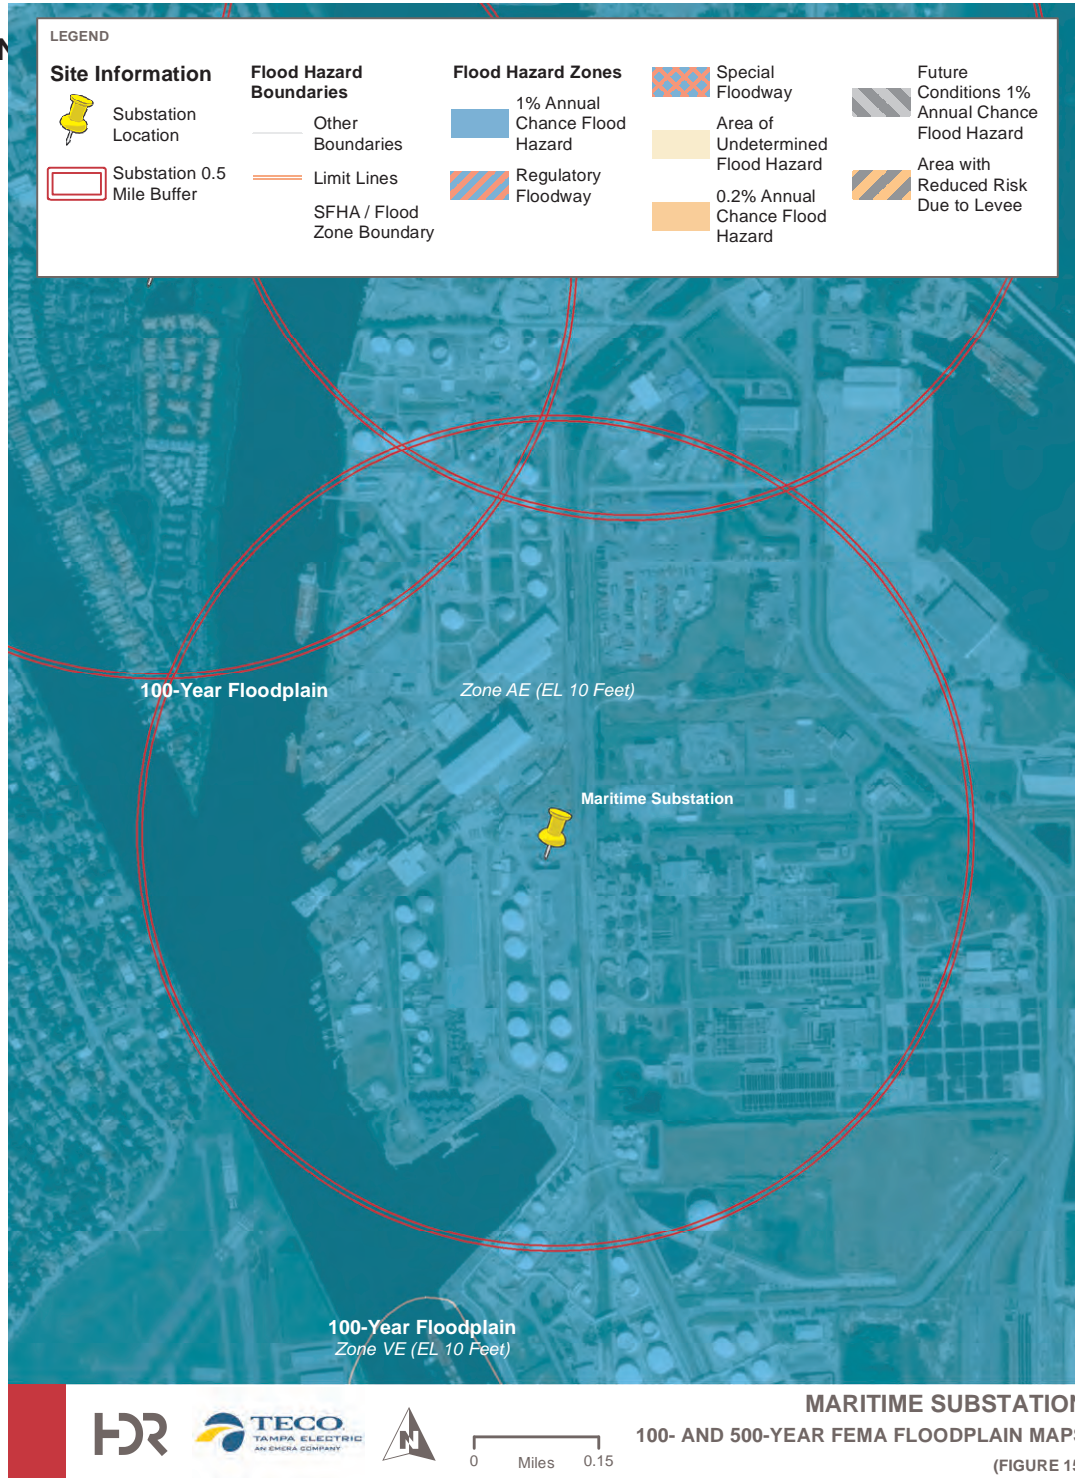 LEGEND
Site Information
Substation
Location
Substation 0.5
Mile Buffer
Flood Hazard
Boundaries
Other
Boundaries
Limit Lines
SFHA / Flood
Zone Boundary
Flood Hazard Zones
1% Annual
Chance Flood
Hazard
Regulatory
Floodway
Special
Floodway
Area of
Undetermined
Flood Hazard
0.2% Annual
Chance Flood
Hazard
Future
Conditions 1%
Annual Chance
Flood Hazard
Area with
Reduced Risk
Due to Levee
100-Year Floodplain
Zone AE (EL 10 Feet)
Maritime Substation
100-Year Floodplain
Zone VE (EL 10 Feet)
HDR
TECO
TAMPA ELECTRIC
AN EMERA COMPANY
N
0 Miles 0.15
MARITIME SUBSTATION
100- AND 500-YEAR FEMA FLOODPLAIN MAPS
(FIGURE 15